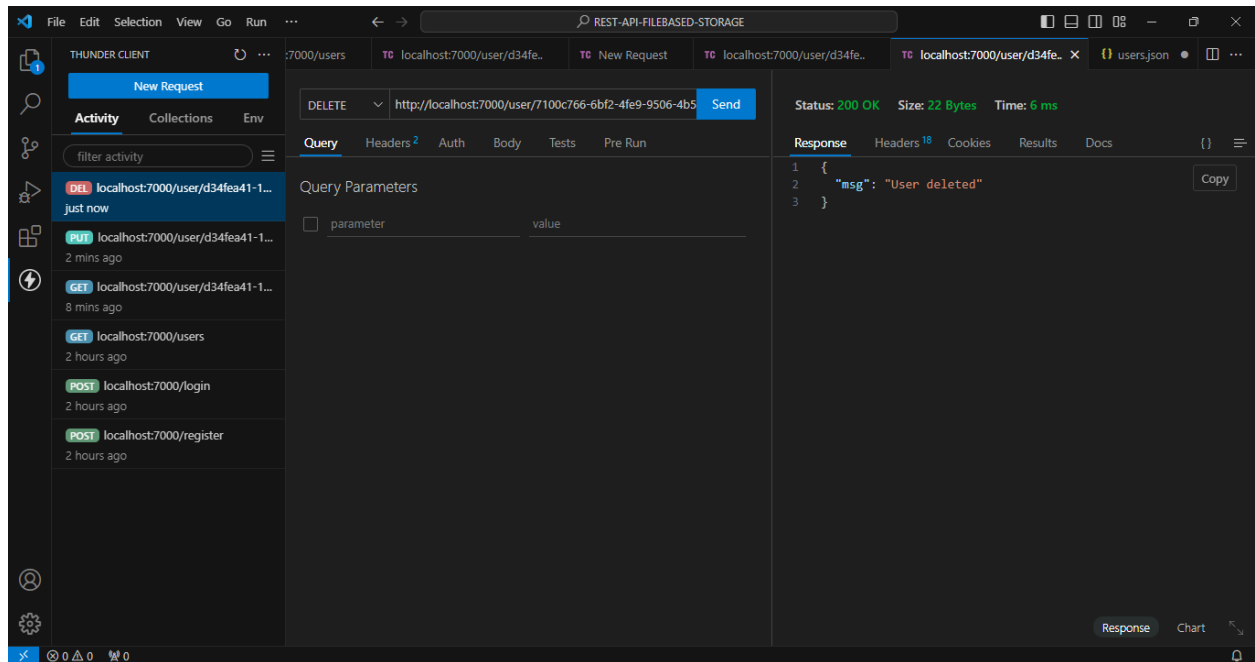 File Edit Selection View Go Run ... ← → REST-API-FILEBASED-STORAGE
THUNDER CLIENT ...
:7000/users TC localhost:7000/user/d34fe.. TC New Request TC localhost:7000/user/d34fe.. TC localhost:7000/user/d34fe.. × {} users.json ● ...
New Request
Activity Collections Env
filter activity
DEL localhost:7000/user/d34fea41-1...
just now
PUT localhost:7000/user/d34fea41-1...
2 mins ago
GET localhost:7000/user/d34fea41-1...
8 mins ago
GET localhost:7000/users
2 hours ago
POST localhost:7000/login
2 hours ago
POST localhost:7000/register
2 hours ago
1
DELETE http://localhost:7000/user/7100c766-6bf2-4fe9-9506-4b5 Send
Query Headers 2 Auth Body Tests Pre Run
Query Parameters
parameter value
Status: 200 OK Size: 22 Bytes Time: 6 ms
Response Headers 18 Cookies Results Docs {}
1 {
2 "msg": "User deleted"
3 }
Copy
Response Chart
0 0 0